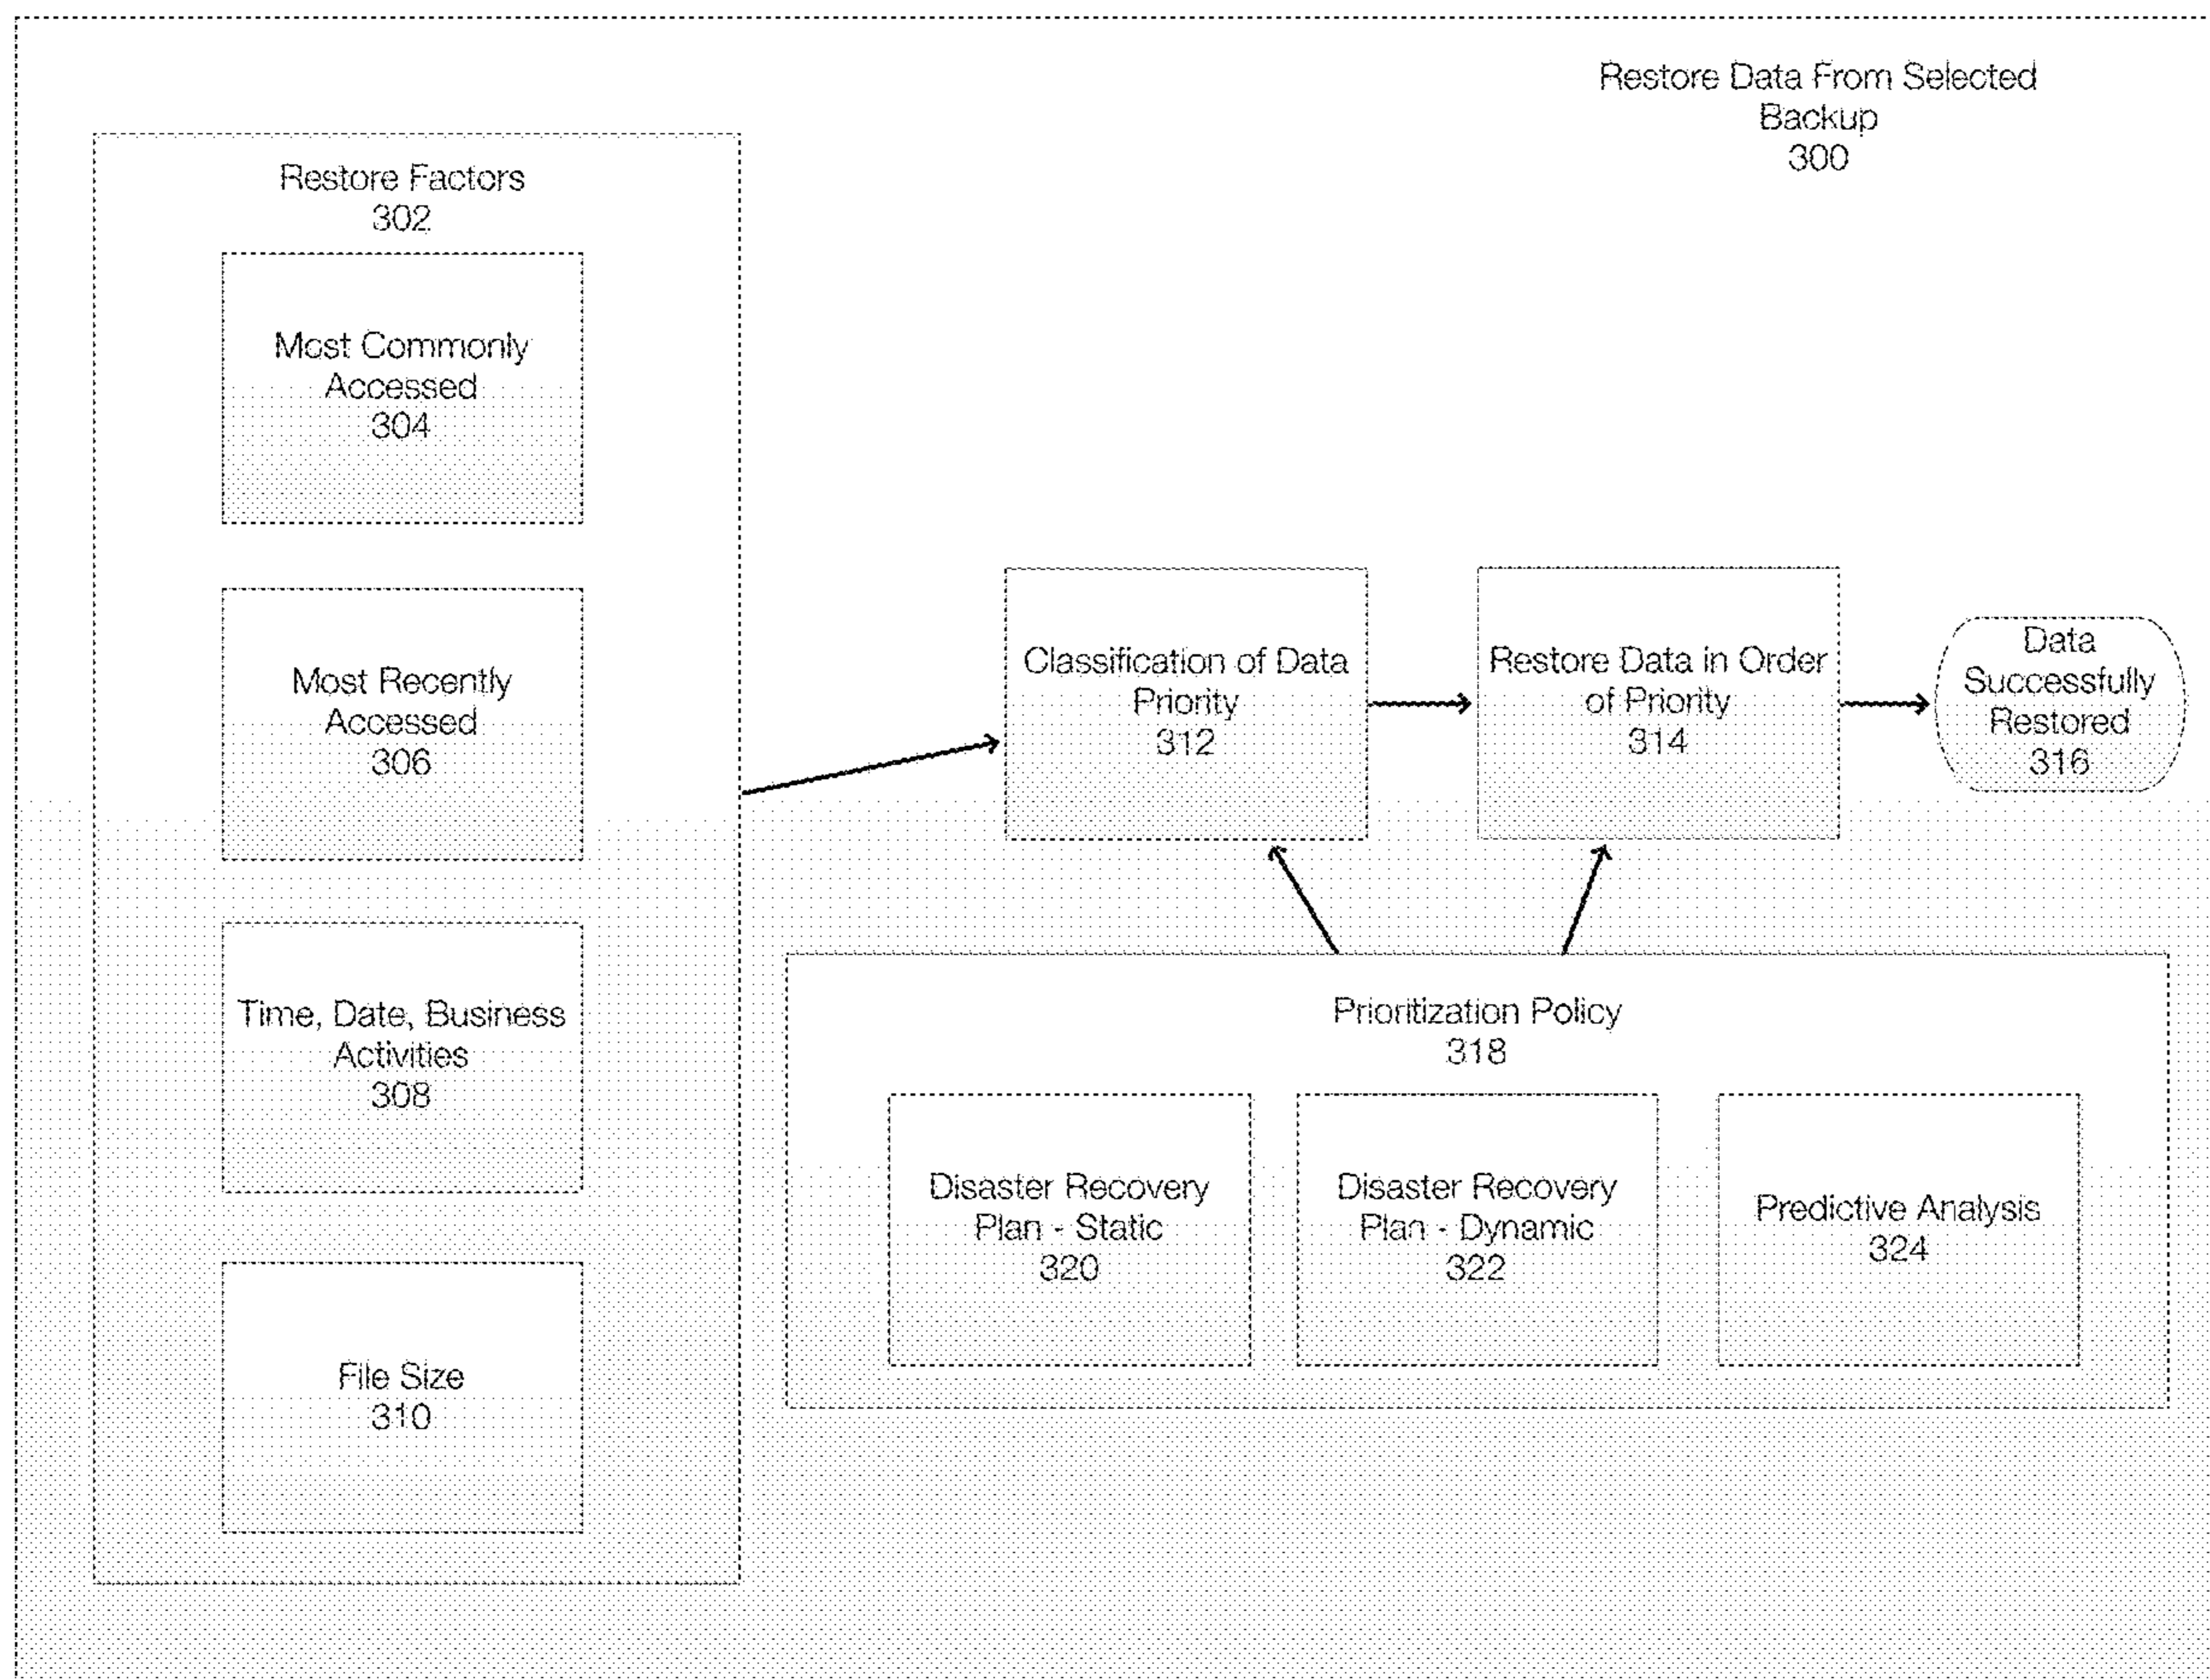 Restore Data From Selected
Backup
300
Restore Factors
302
Most Commonly
Accessed
304
Most Recently
Accessed
306
Time, Date, Business
Activities
308
File Size
310
Classification of Data
Priority
312
Restore Data in Order
of Priority
314
Data
Successfully
Restored
316
Prioritization Policy
318
Disaster Recovery
Plan - Static
320
Disaster Recovery
Plan - Dynamic
322
Predictive Analysis
324